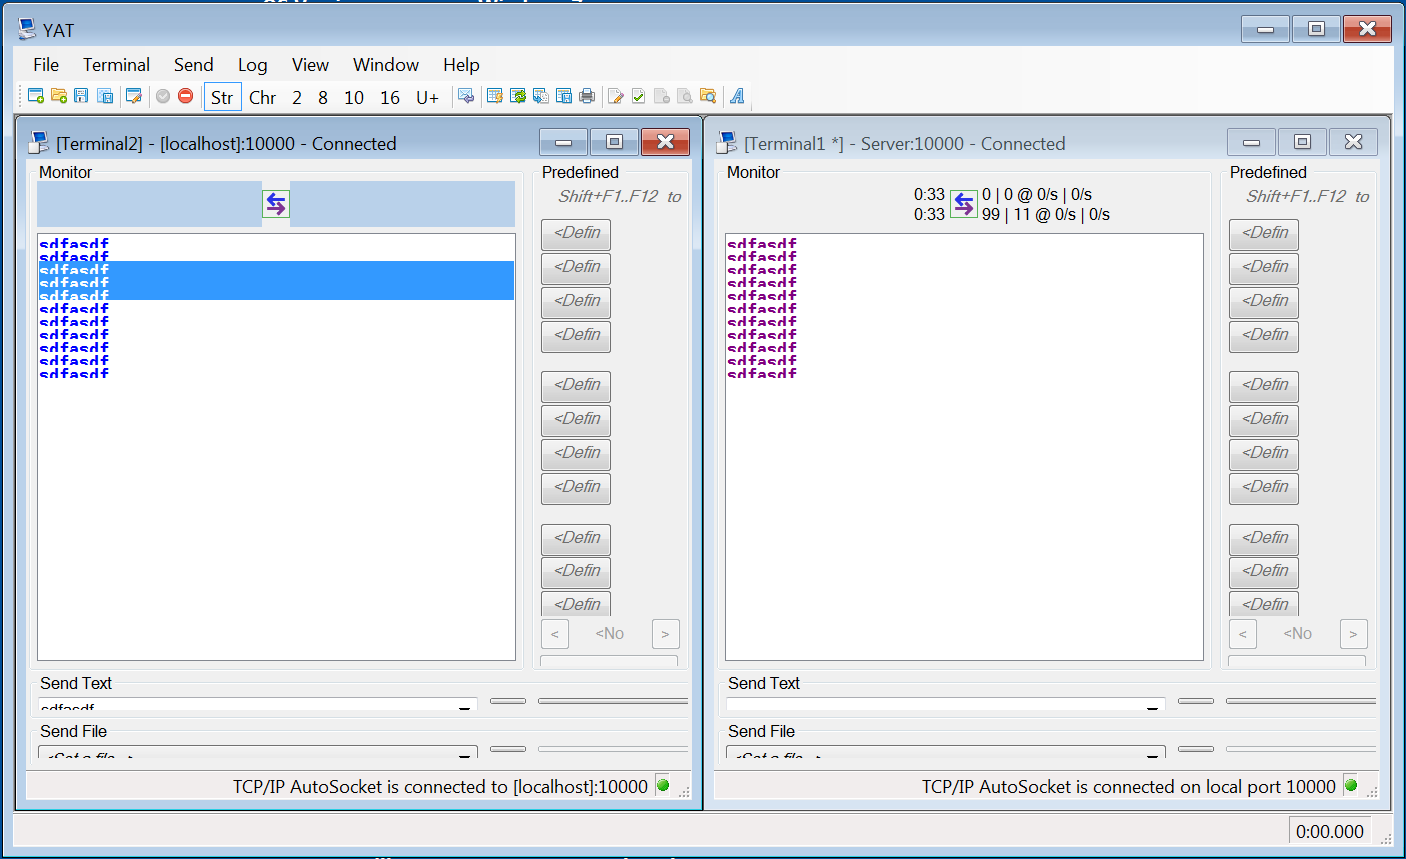 YAT
File Terminal Send Log View Window Help
Str Chr 2 8 10 16 U+ A
[Terminal2] - [localhost]:10000 - Connected
Monitor
Predefined
Shift+F1..F12 to
sdfasdf
sdfasdf
sdfasdf
sdfasdf
sdfasdf
sdfasdf
sdfasdf
sdfasdf
sdfasdf
sdfasdf
sdfasdf
<Defin
<Defin
<Defin
<Defin
<Defin
<Defin
<Defin
<Defin
<Defin
<Defin
<Defin
< <No >
Send Text
sdfasdf
Send File
<Set a file...>
TCP/IP AutoSocket is connected to [localhost]:10000
[Terminal1 *] - Server:10000 - Connected
Monitor
0:33 0 | 0 @ 0/s | 0/s
0:33 99 | 11 @ 0/s | 0/s
Predefined
Shift+F1..F12 to
sdfasdf
sdfasdf
sdfasdf
sdfasdf
sdfasdf
sdfasdf
sdfasdf
sdfasdf
sdfasdf
sdfasdf
sdfasdf
<Defin
<Defin
<Defin
<Defin
<Defin
<Defin
<Defin
<Defin
<Defin
<Defin
<Defin
< <No >
Send Text
Send File
<Set a file...>
TCP/IP AutoSocket is connected on local port 10000
0:00.000